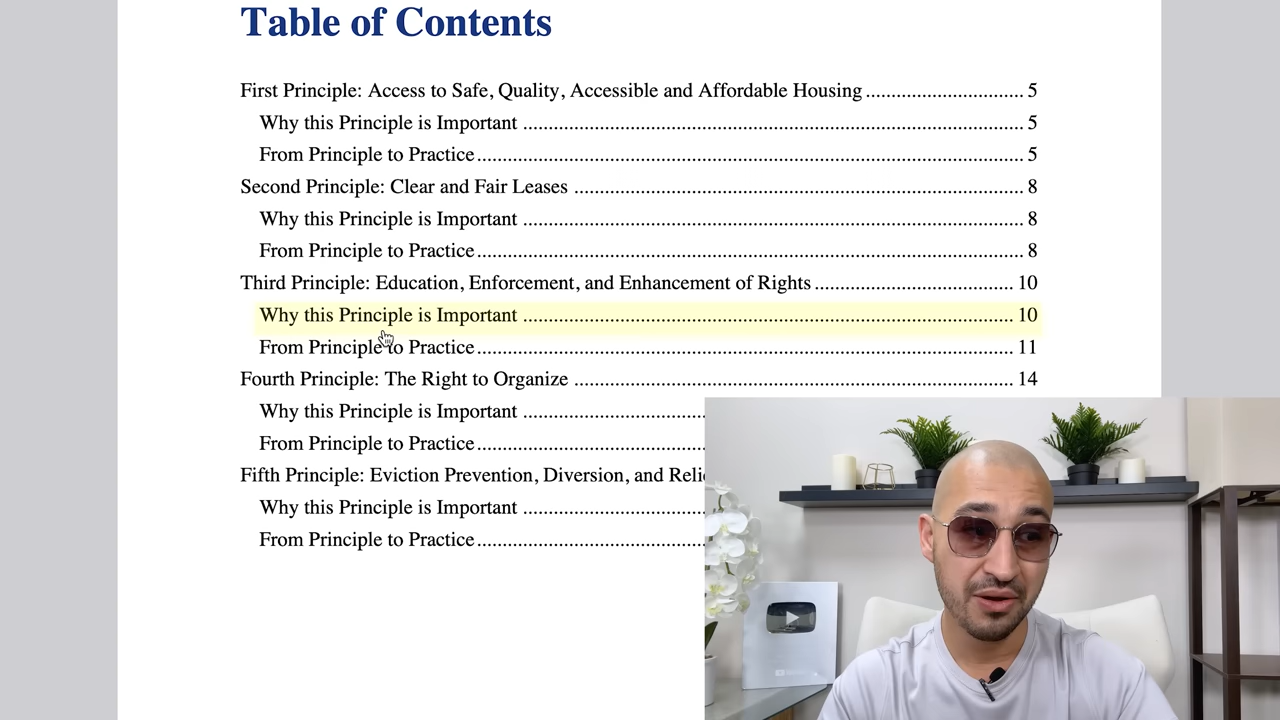 Table of Contents
First Principle: Access to Safe, Quality, Accessible and Affordable Housing ............................. 5
Why this Principle is Important ............................................................................................. 5
From Principle to Practice..................................................................................................... 5
Second Principle: Clear and Fair Leases .................................................................................... 8
Why this Principle is Important ............................................................................................. 8
From Principle to Practice..................................................................................................... 8
Third Principle: Education, Enforcement, and Enhancement of Rights ..................................... 10
Why this Principle is Important ........................................................................................... 10
From Principle to Practice................................................................................................... 11
Fourth Principle: The Right to Organize .................................................................................. 14
Why this Principle is Important ..................................
From Principle to Practice..........................................
Fifth Principle: Eviction Prevention, Diversion, and Reli
Why this Principle is Important ..................................
From Principle to Practice..........................................